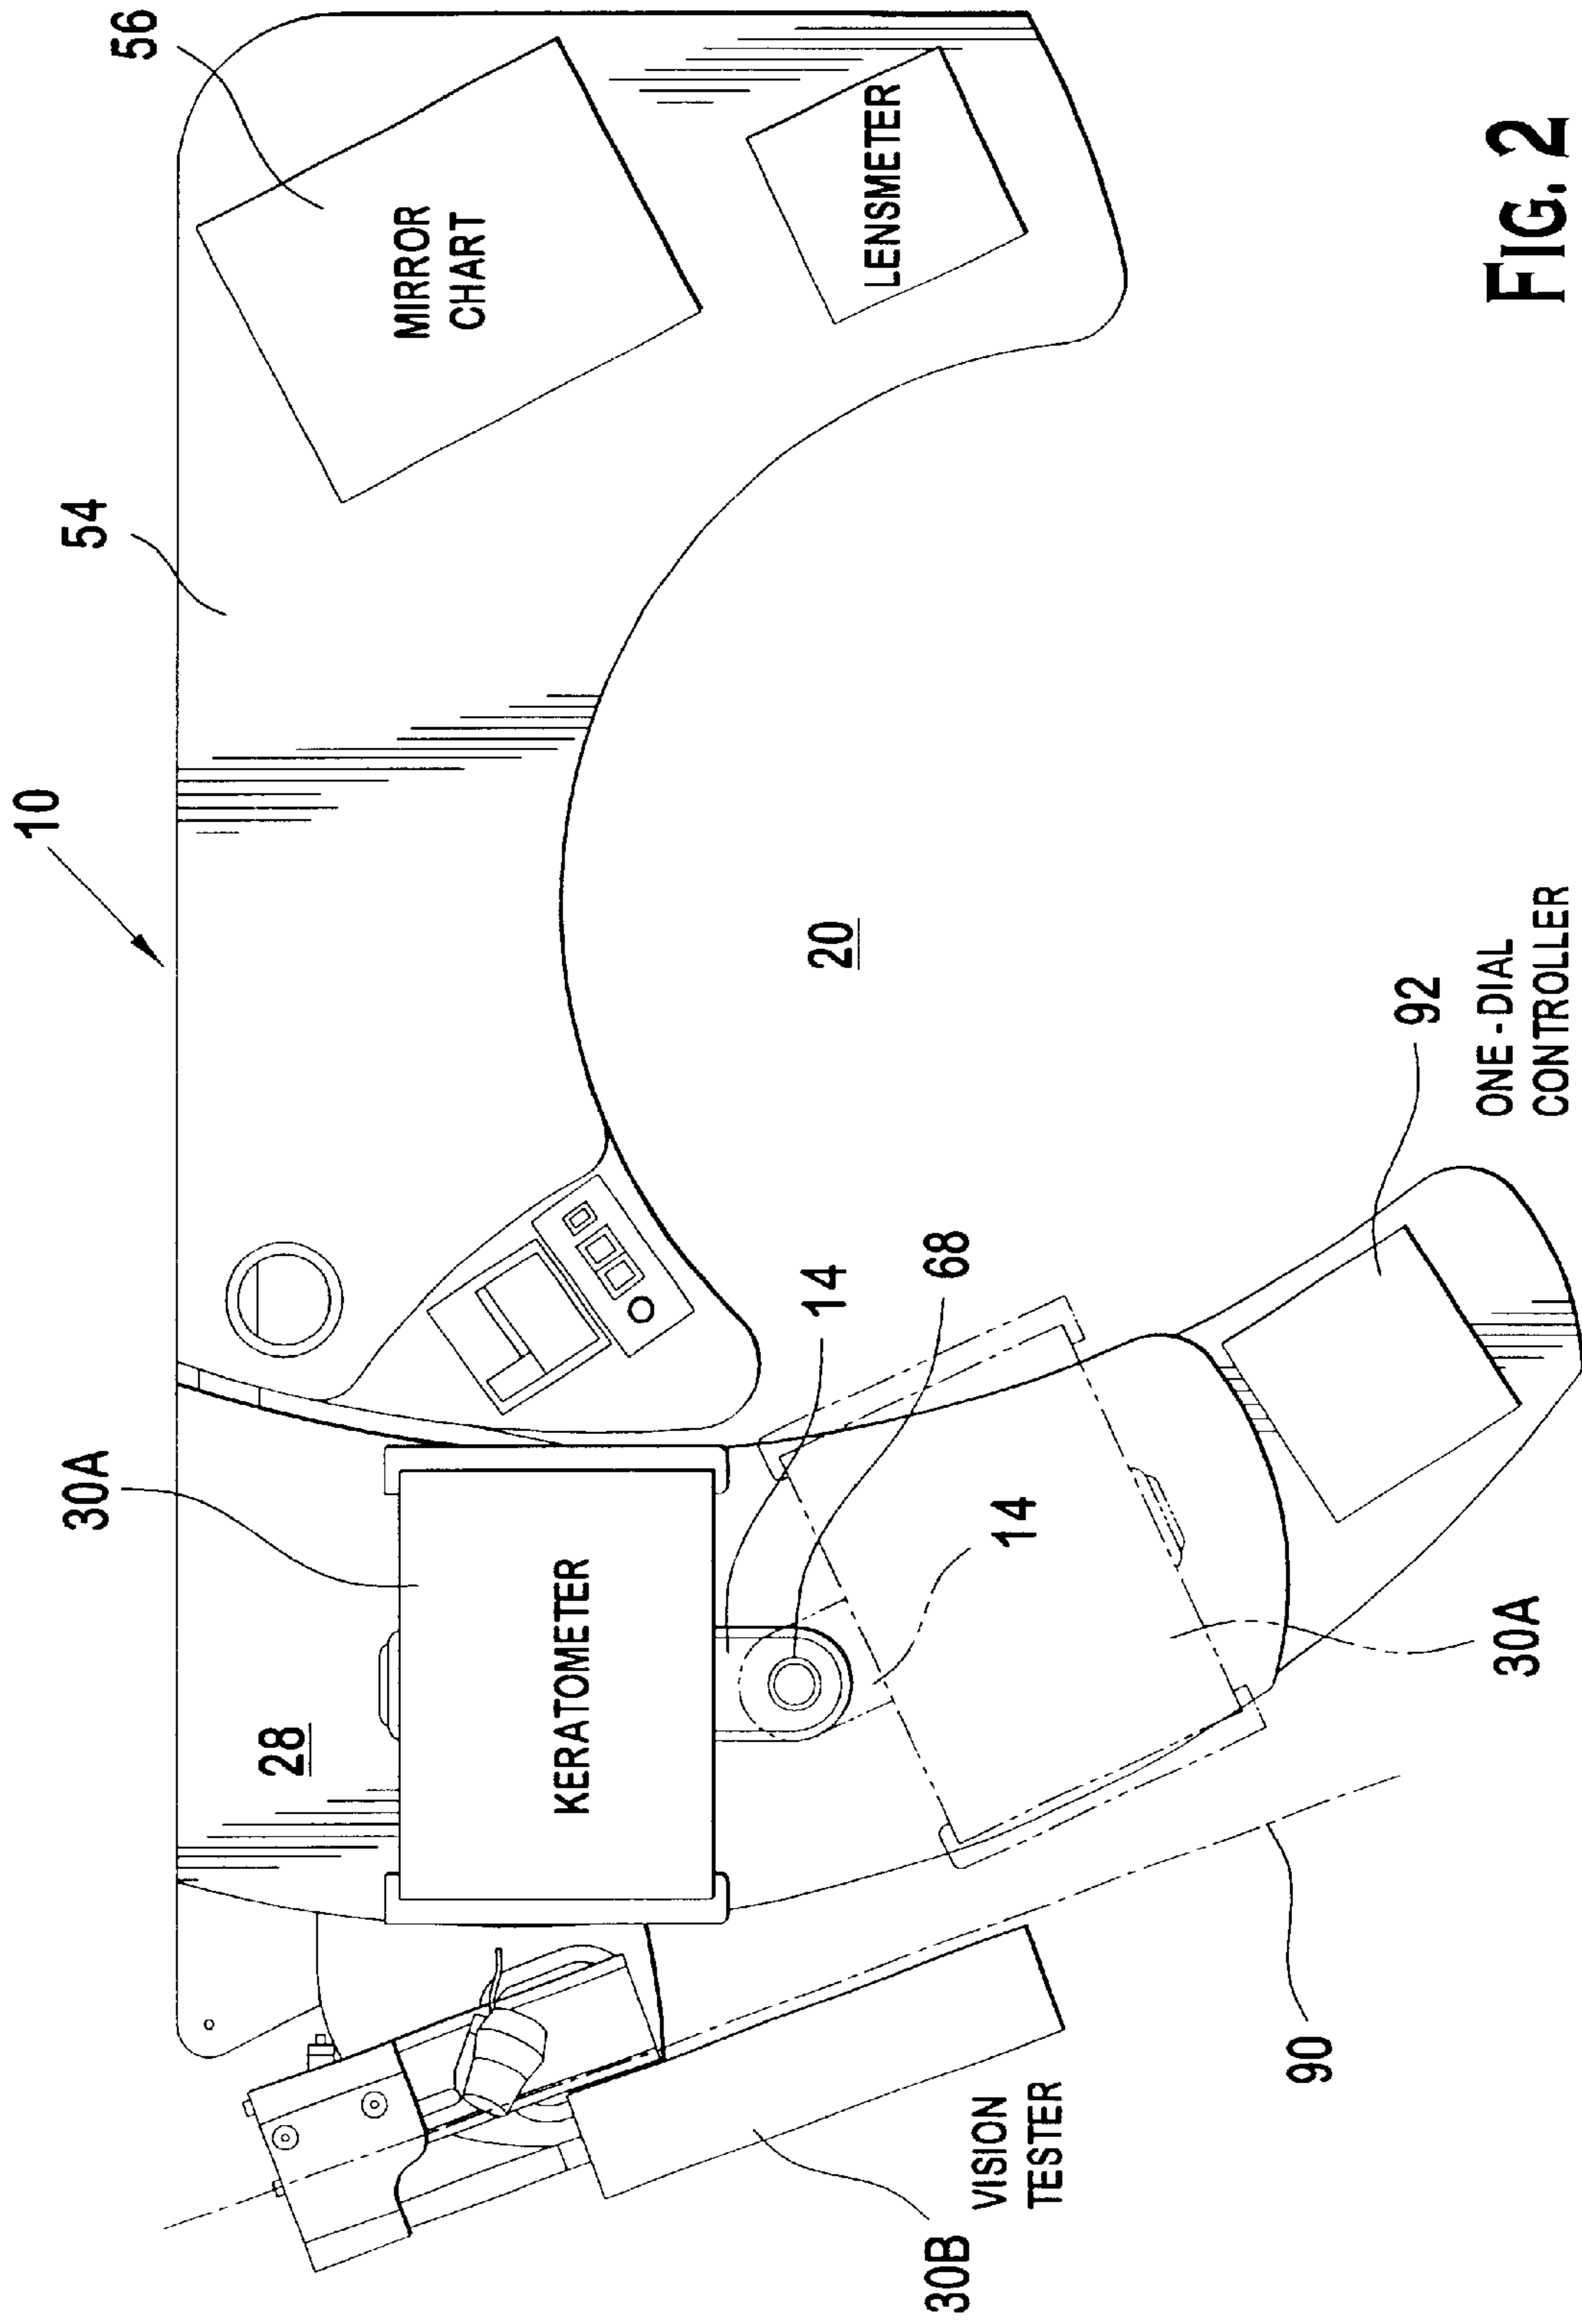 10
54
30A
56
28
MIRROR
CHART
KERATOMETER
14
20
LENSMETER
30B
68
VISION
TESTER
14
90
92
30A
ONE-DIAL
CONTROLLER
FIG. 2